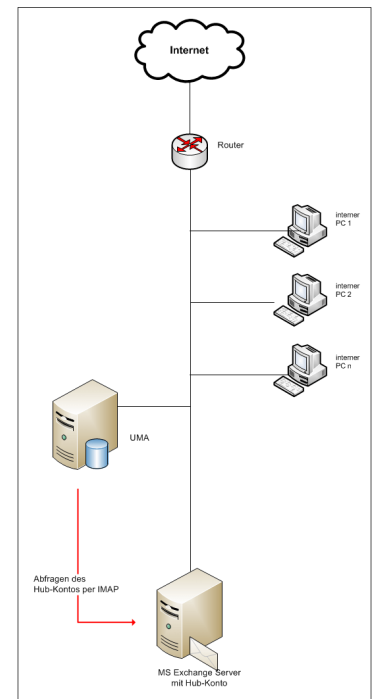 Internet
Router
interner
PC 1
interner
PC 2
interner
PC n
UMA
Abfragen des
Hub-Kontos per IMAP
MS Exchange Server
mit Hub-Konto